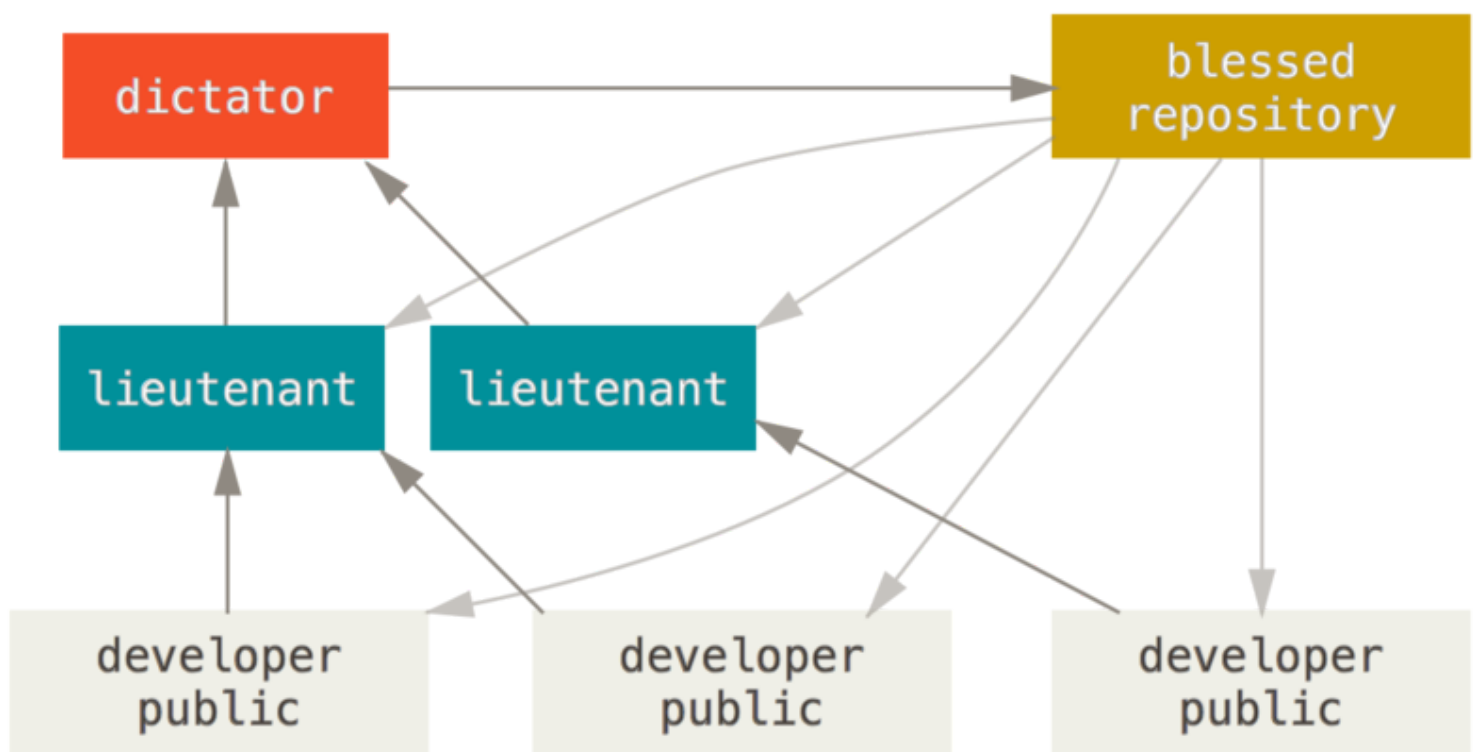 dictator
blessed
repository
lieutenant
lieutenant
developer
public
developer
public
developer
public